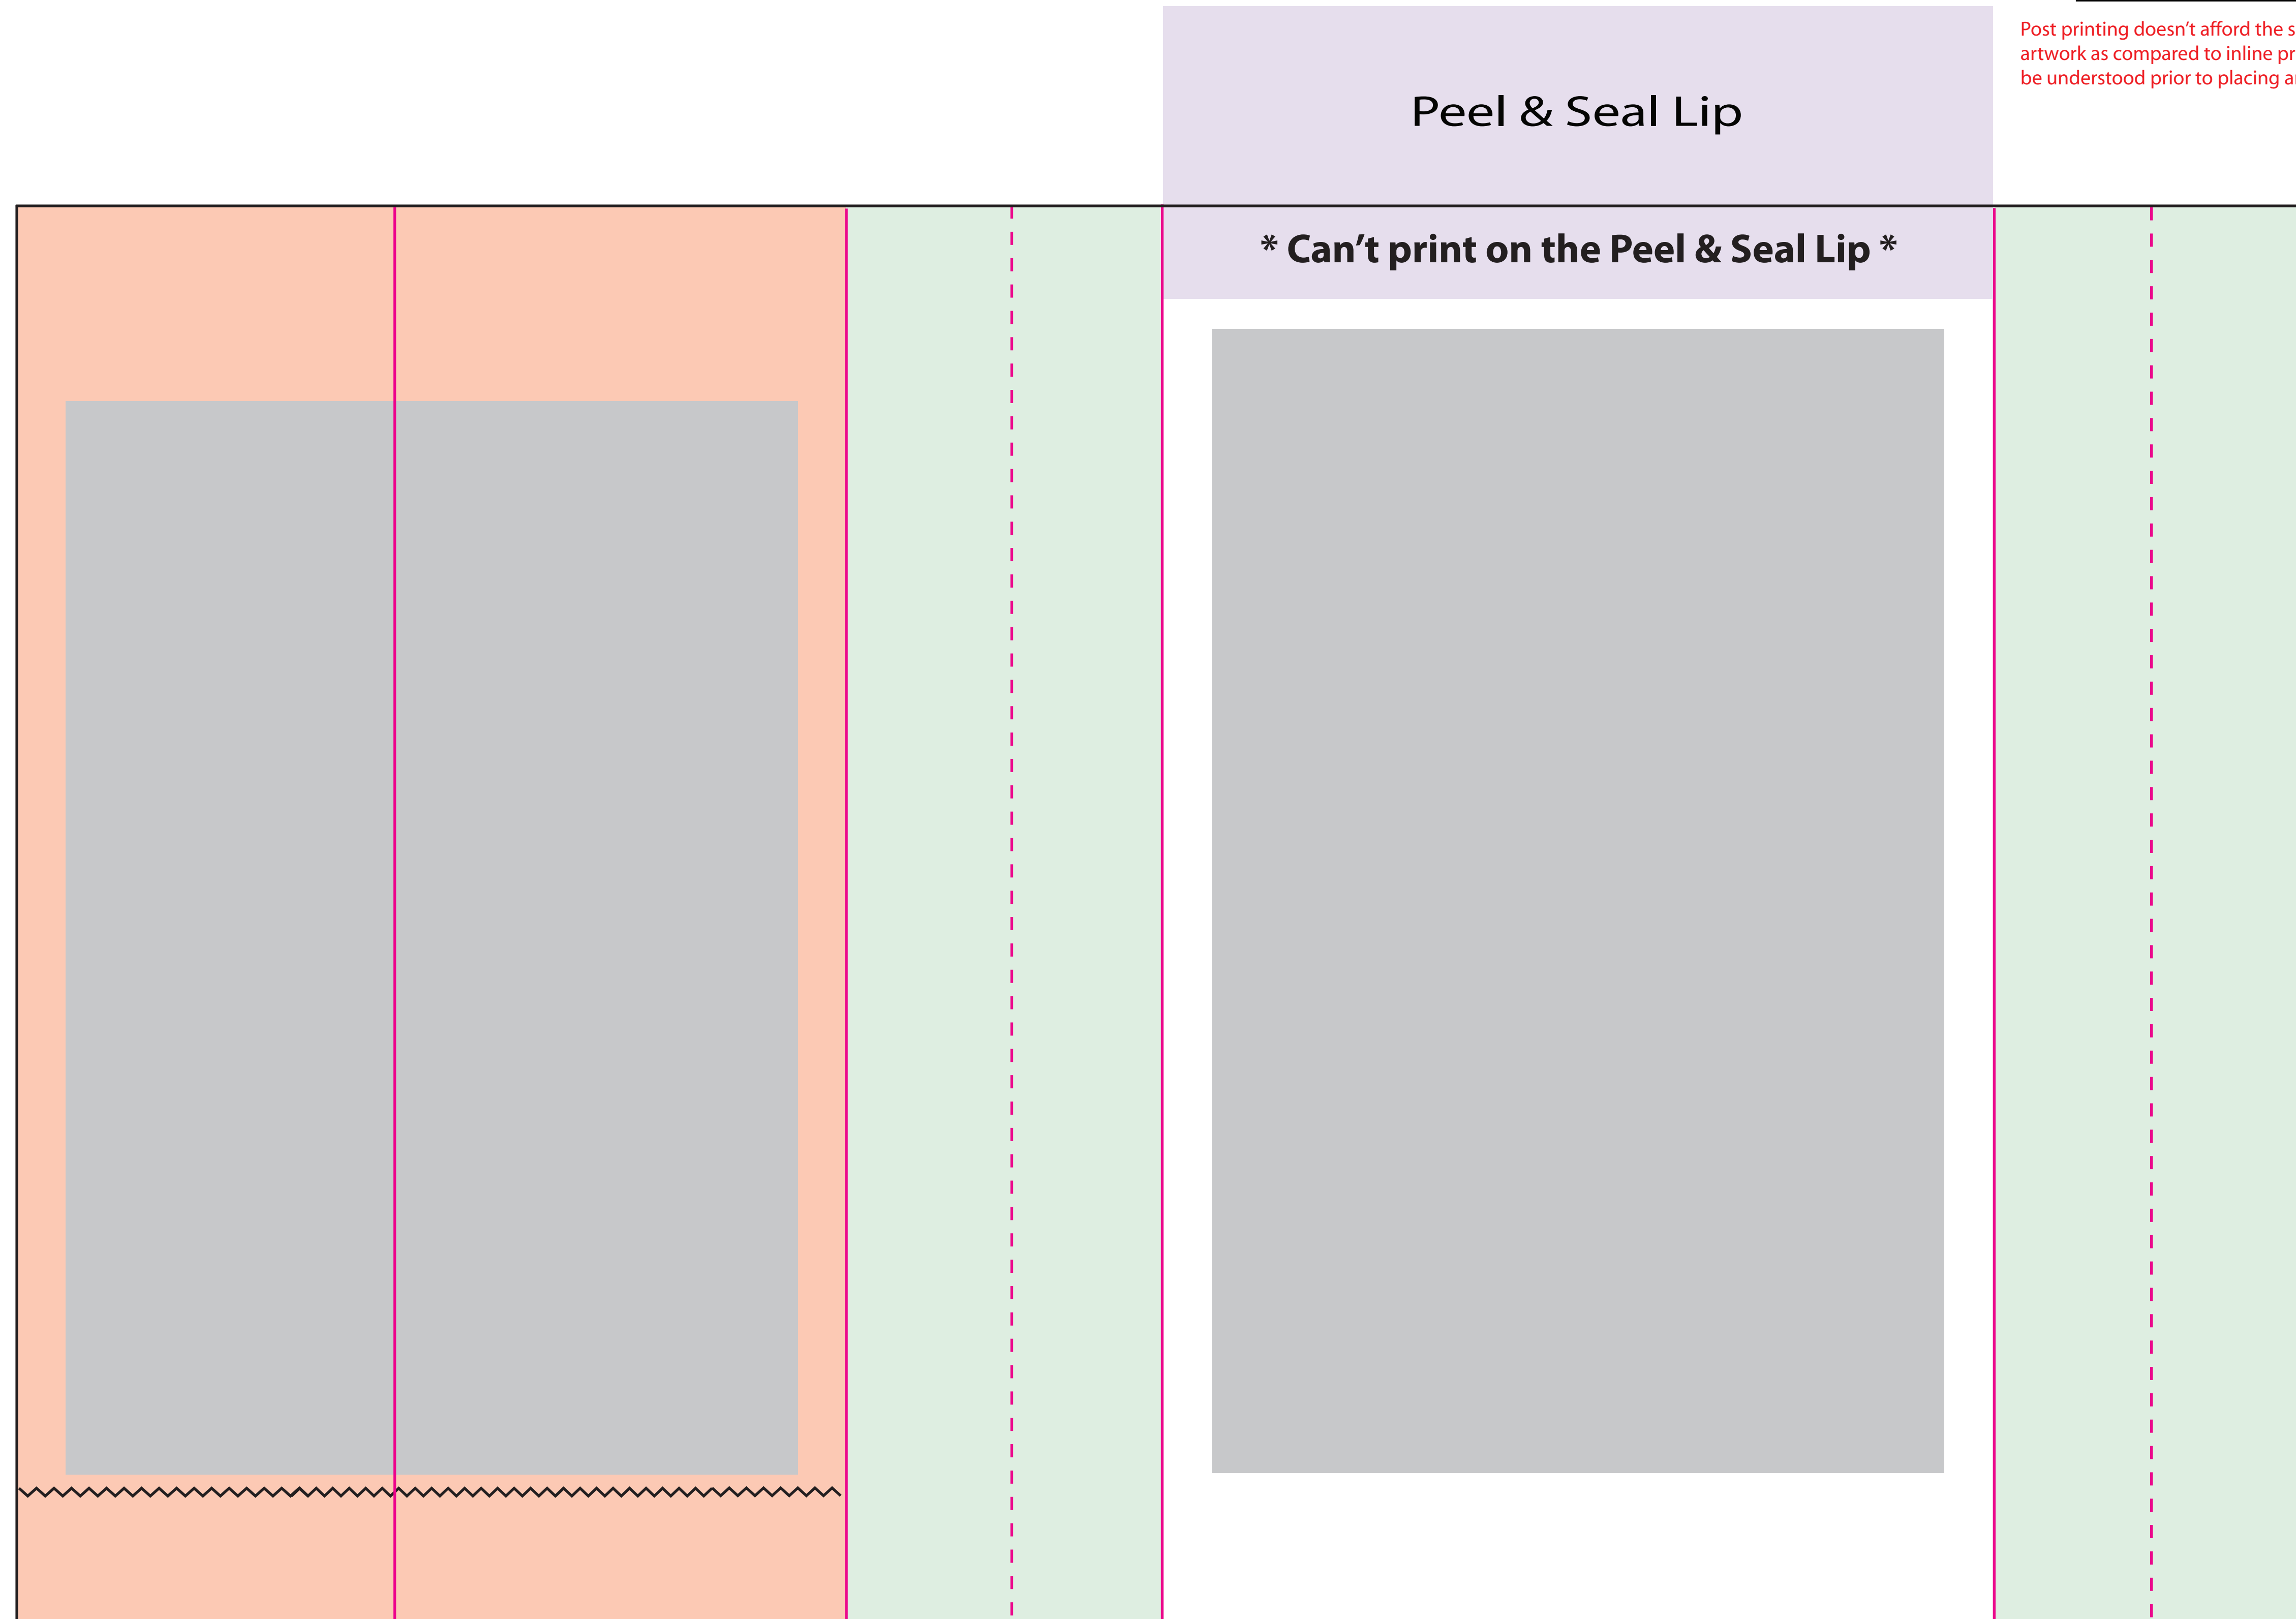 Post printing doesn’t afford the
artwork as compared to inline
be understood prior to placing
Peel & Seal Lip
* Can’t print on the Peel & Seal Lip *